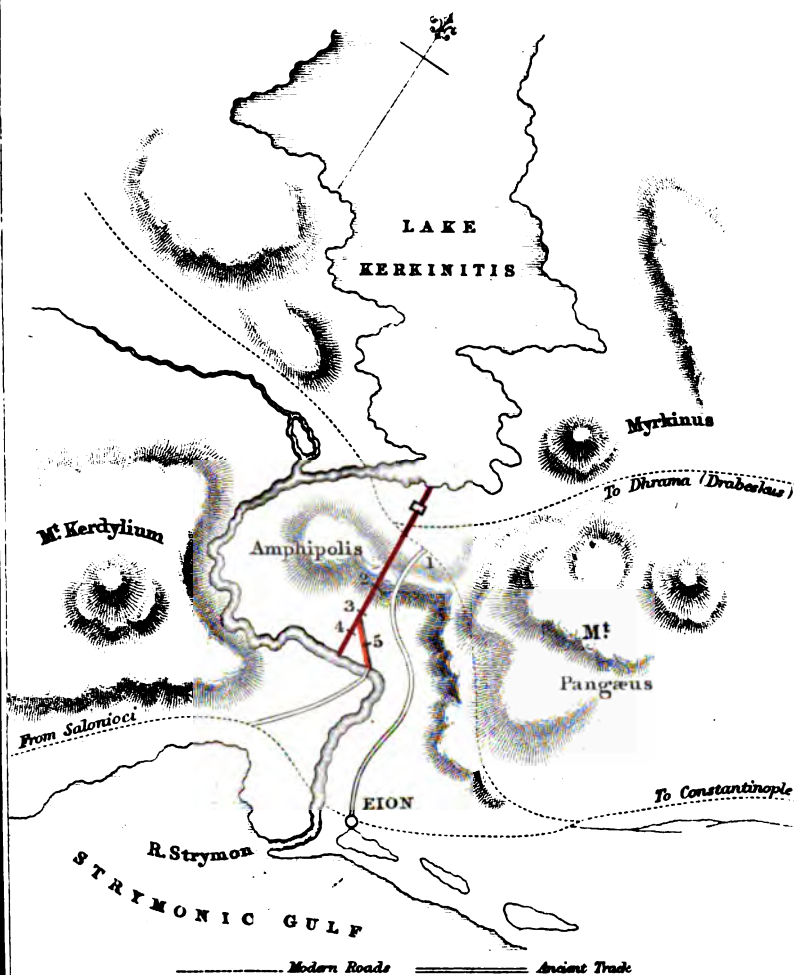 LAKE
KERKINITIS
Myrkinus
To Dhrama (Drabeskus)
Mt. Kerdylium
Amphipolis
1
2
3
4
5
Mt.
Pangæus
From Salonioci
EION
To Constantinople
R. Strymon
STRYMONIC GULF
Modern Roads
Ancient Track